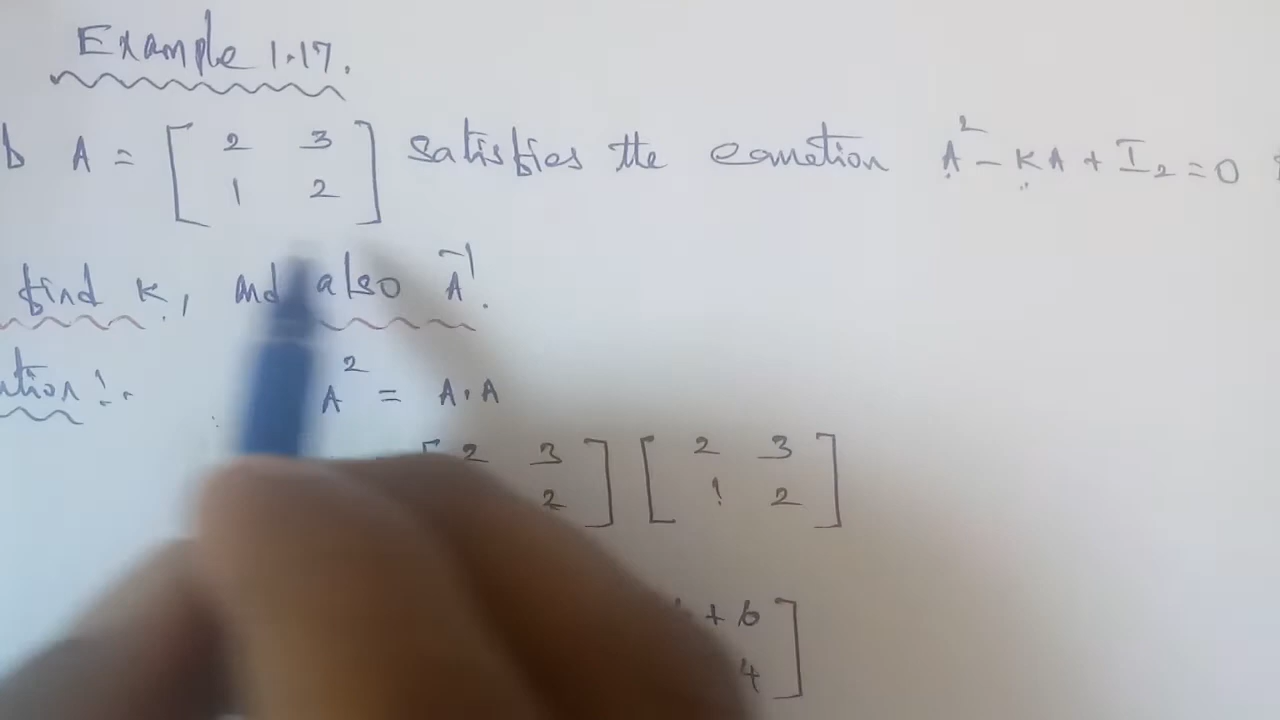 Example 1.17.
b A = [ 2 3 1 2 ] satisfies the equation A² - KA + I₂ = 0
find K, and also A⁻¹.
ution :- A² = A.A
[ 2 3 2 ] [ 2 3 1 2 ]
+ 6
4 ]